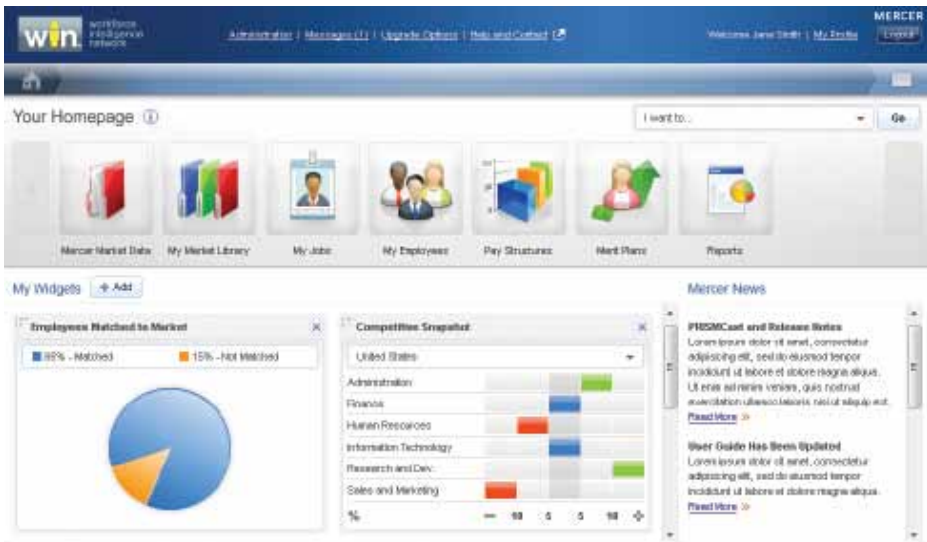 MERCER
win workforce intelligence network
Administration | Messages (1) | Upgrade Options | Help and Contact
Welcome Jane Smith | My Profile
Logout
Your Homepage
I want to...
Go
Mercer Market Data
My Market Library
My Jobs
My Employees
Pay Structures
Merit Plans
Reports
My Widgets
+ Add
Mercer News
Employees Matched to Market
- Matched
15% - Not Matched
Competitive Snapshot
United States
Administration
Finance
Human Resources
Information Technology
Research and Dev.
Sales and Marketing
% — 10 5 5 10 +
PRISMCast and Release Notes
Lorem ipsum dolor sit amet, consectetur
adipiscing elit, sed do eiusmod tempor
incididunt ut labore et dolore magna aliqua.
Ut enim ad minim veniam, quis nostrud
exercitation ullamco laboris nisi ut aliquip est.
Read More »
User Guide Has Been Updated
Lorem ipsum dolor sit amet, consectetur
adipiscing elit, sed do eiusmod tempor
incididunt ut labore et dolore magna aliqua.
Read More »